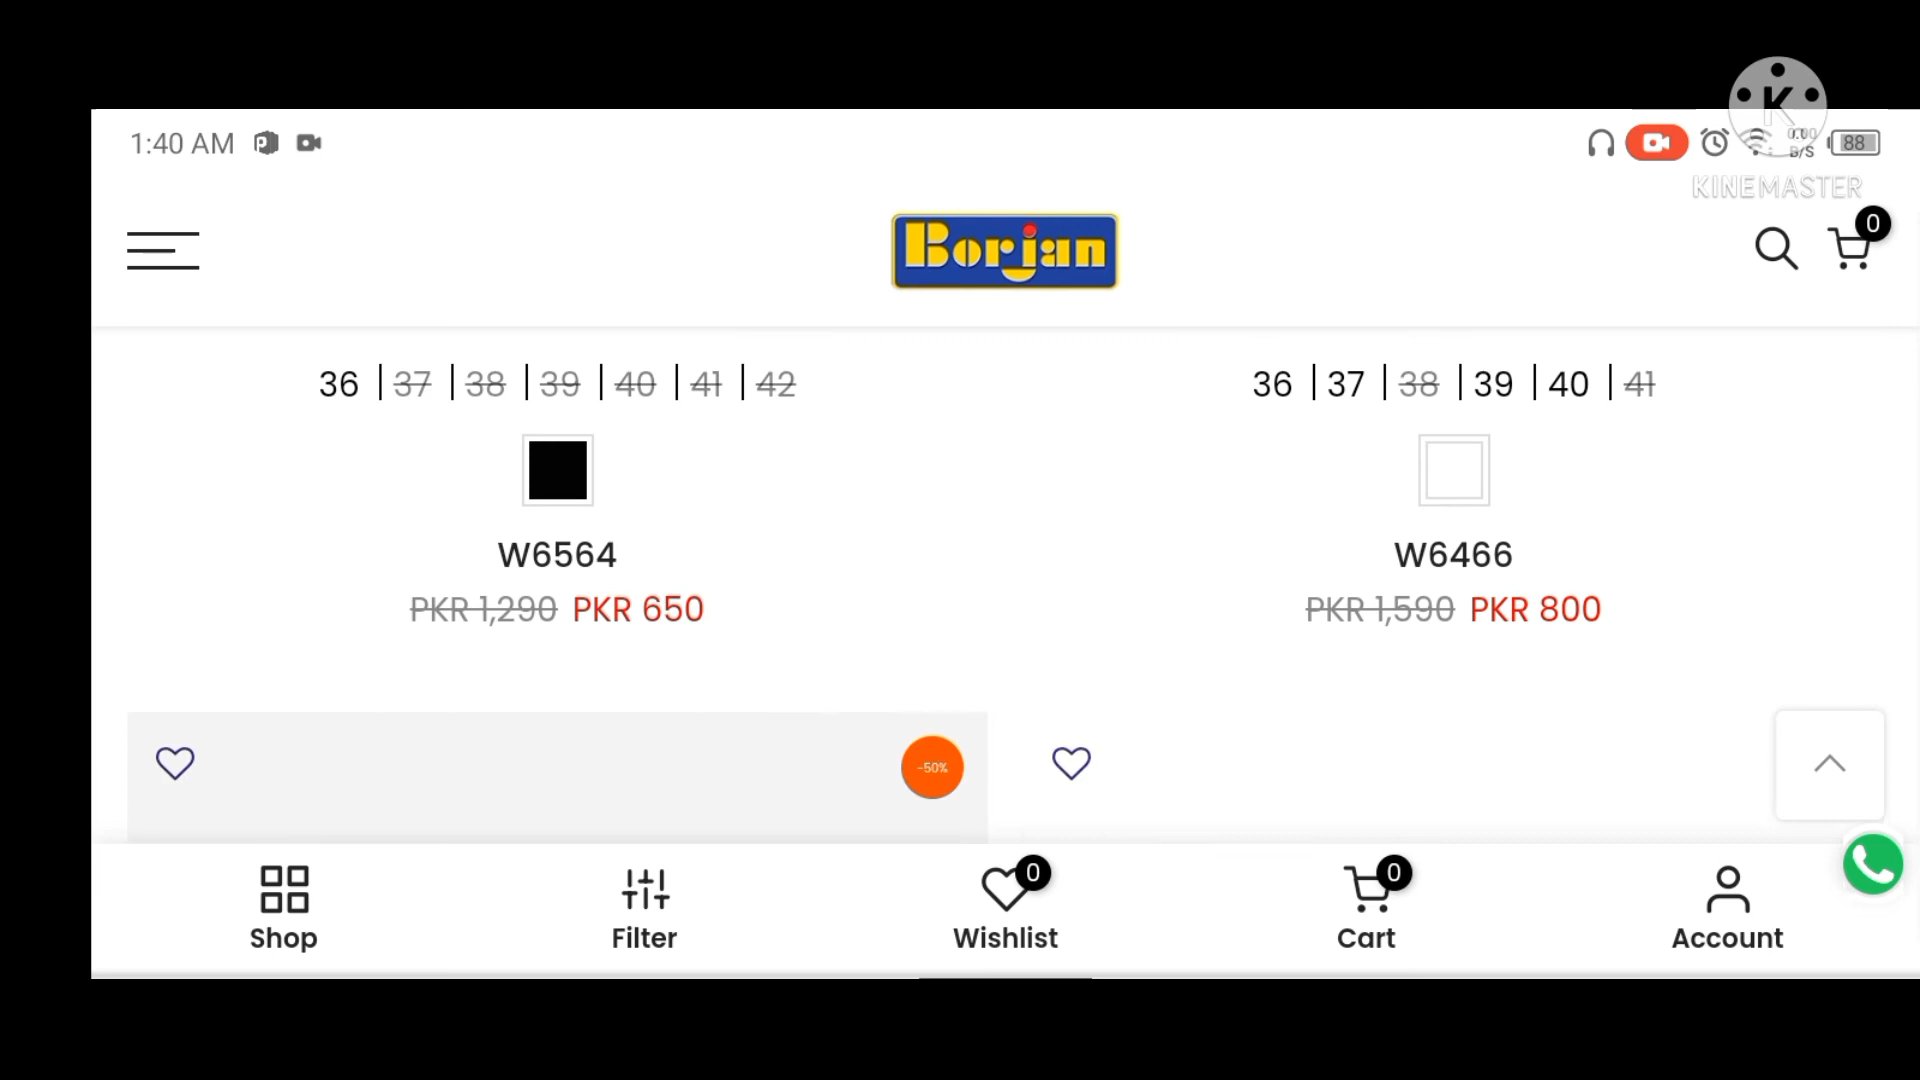 1:40 AM
0.00
B/S
88
K
KINEMASTER
Borjan
0
36 37 38 39 40 41 42
36 37 38 39 40 41
W6564
W6466
PKR 1,290 PKR 650
PKR 1,590 PKR 800
-50%
0
0
Shop
Filter
Wishlist
Cart
Account